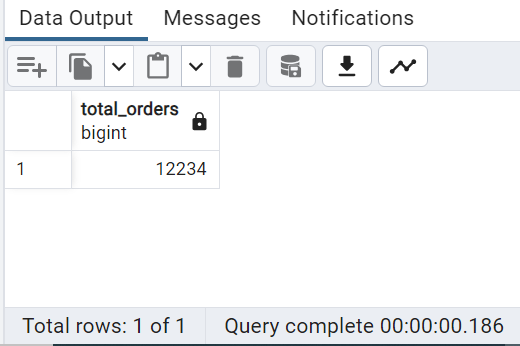 Data Output Messages Notifications
total_orders
bigint
1 12234
Total rows: 1 of 1 Query complete 00:00:00.186